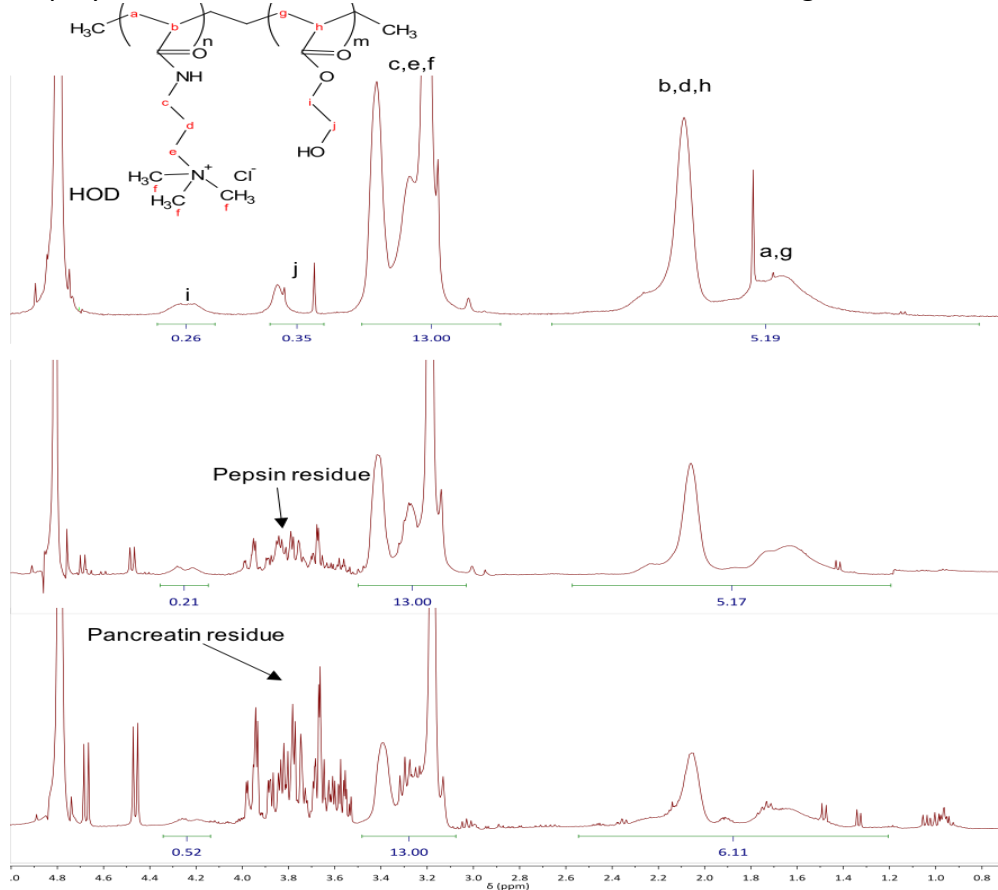 a
g
H3C
CH3
b
h
n
m
O
O
NH
O
c,e,f
b,d,h
c
i
d
j
e
HO
H3C
N+
Cl-
f
H3C
CH3
f
f
HOD
i
j
a,g
0.26
0.35
13.00
5.19
Pepsin residue
0.21
13.00
5.17
Pancreatin residue
0.52
13.00
6.11
4.8 4.6 4.4 4.2 4.0 3.8 3.6 3.4 3.2 3.0 2.8 2.6 2.4 2.2 2.0 1.8 1.6 1.4 1.2 1.0 0.8
δ (ppm)